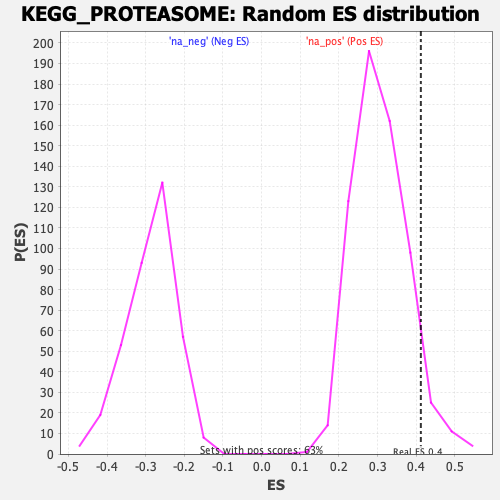 KEGG_PROTEASOME: Random ES distribution
'na_neg' (Neg ES)
'na_pos' (Pos ES)
200
190
180
170
160
150
140
130
120
110
100
90
80
70
60
50
40
30
20
10
0
P(ES)
Sets with pos scores: 63%
Real ES 0.4
-0.5 -0.4 -0.3 -0.2 -0.1 0.0 0.1 0.2 0.3 0.4 0.5
ES